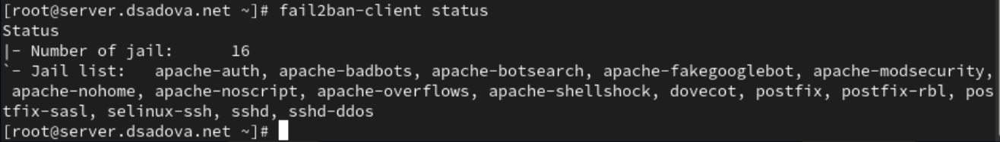 [root@server.dsadova.net ~]# fail2ban-client status
Status
|- Number of jail:      16
`- Jail list:   apache-auth, apache-badbots, apache-botsearch, apache-fakegooglebot, apache-modsecurity,
 apache-nohome, apache-noscript, apache-overflows, apache-shellshock, dovecot, postfix, postfix-rbl, pos
tfix-sasl, selinux-ssh, sshd, sshd-ddos
[root@server.dsadova.net ~]#